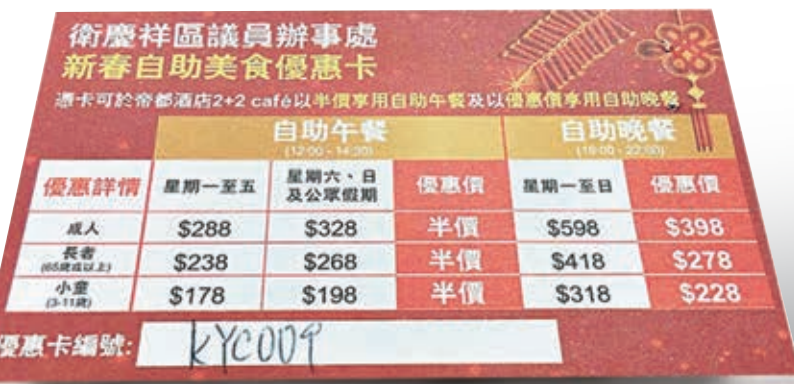 衛慶祥區議員辦事處
新春自助美食優惠卡
憑卡可於帝都酒店2+2 café以半價享用自助午餐及以優惠價享用自助晚餐
自助午餐 自助晚餐
(12:00 - 14:30) (18:00 - 22:00)
優惠詳情 星期一至五 星期六、日及公眾假期 優惠價 星期一至日 優惠價
成人 $288 $328 半價 $598 $398
長者 (65歲或以上) $238 $268 半價 $418 $278
小童 (3-11歲) $178 $198 半價 $318 $228
優惠卡編號: KYC009